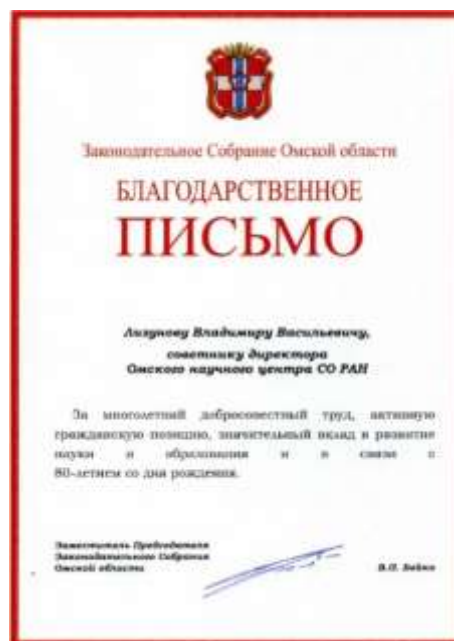 Законодательное Собрание Омской области
БЛАГОДАРСТВЕННОЕ
ПИСЬМО
Лизунову Владимиру Васильевичу,
советнику директора
Омского научного центра СО РАН
За многолетний добросовестный труд, активную
гражданскую позицию, значительный вклад в развитие
науки и образования и в связи с
80-летием со дня рождения.
Заместитель Председателя
Законодательного Собрания
Омской области
В.П.